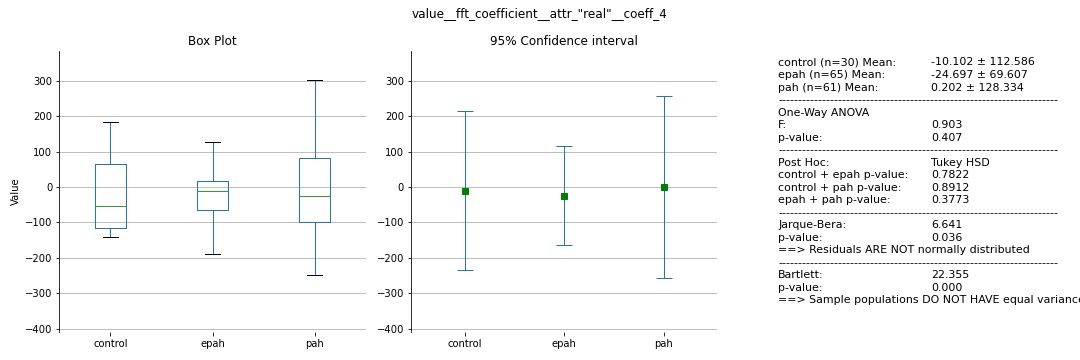 value__fft_coefficient__attr_"real"__coeff_4
Box Plot
Value
300
200
100
0
−100
−200
−300
−400
control
epah
pah
95% Confidence interval
300
200
100
0
−100
−200
−300
−400
control
epah
pah
control (n=30) Mean: -10.102 ± 112.586
epah (n=65) Mean: -24.697 ± 69.607
pah (n=61) Mean: 0.202 ± 128.334
One-Way ANOVA
F: 0.903
p-value: 0.407
Post Hoc: Tukey HSD
control + epah p-value: 0.7822
control + pah p-value: 0.8912
epah + pah p-value: 0.3773
Jarque-Bera: 6.641
p-value: 0.036
==> Residuals ARE NOT normally distributed
Bartlett: 22.355
p-value: 0.000
==> Sample populations DO NOT HAVE equal variance